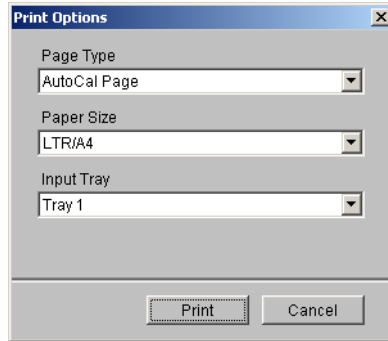 Print Options
Page Type
AutoCal Page
Paper Size
LTR/A4
Input Tray
Tray 1
Print Cancel